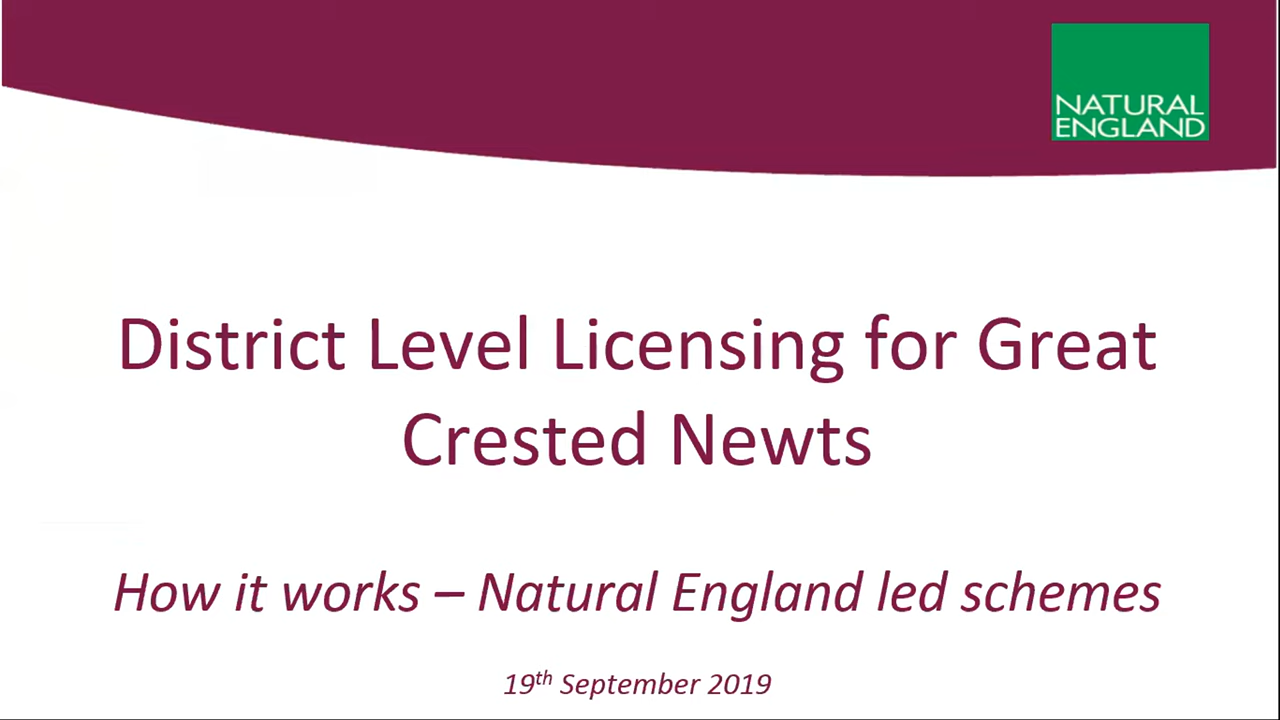 NATURAL
ENGLAND
District Level Licensing for Great
Crested Newts
How it works – Natural England led schemes
19th September 2019